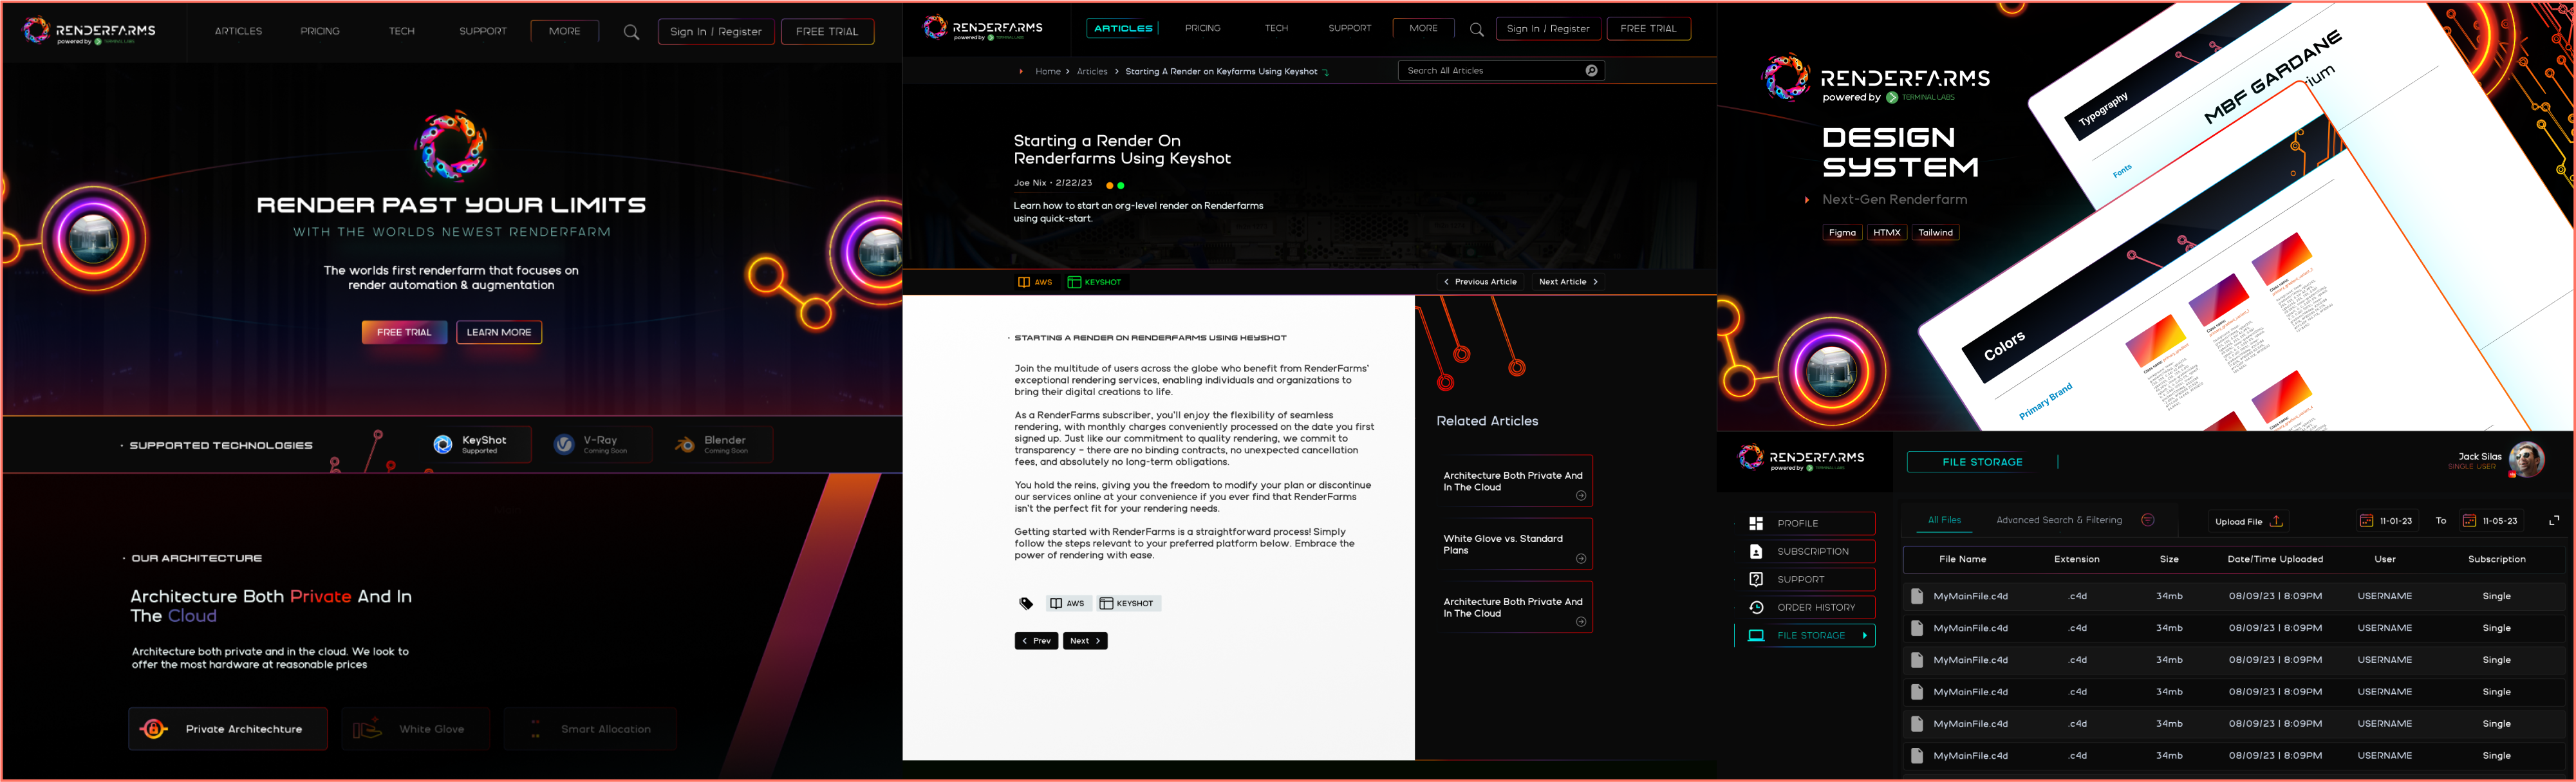 RENDERFARMS
powered by TERMINAL LABS
ARTICLES
PRICING
TECH
SUPPORT
MORE
Sign In / Register
FREE TRIAL
RENDER PAST YOUR LIMITS
WITH THE WORLDS NEWEST RENDERFARM
The worlds first renderfarm that focuses on
render automation & augmentation
FREE TRIAL
LEARN MORE
SUPPORTED TECHNOLOGIES
KeyShot
Supported
V-Ray
Coming Soon
Blender
Coming Soon
OUR ARCHITECTURE
Architecture Both Private And In
The Cloud
Architecture both private and in the cloud. We look to
offer the most hardware at reasonable prices
Private Architechture
White Glove
Smart Allocation
RENDERFARMS
powered by TERMINAL LABS
ARTICLES
PRICING
TECH
SUPPORT
MORE
Sign In / Register
FREE TRIAL
Home > Articles > Starting A Render on Keyfarms Using Keyshot
Search All Articles
Starting a Render On
Renderfarms Using Keyshot
Joe Nix • 2/22/23
Learn how to start an org-level render on Renderfarms
using quick-start.
AWS
KEYSHOT
< Previous Article
Next Article >
STARTING A RENDER ON RENDERFARMS USING KEYSHOT
Join the multitude of users across the globe who benefit from RenderFarms'
exceptional rendering services, enabling individuals and organizations to
bring their digital creations to life.
As a RenderFarms subscriber, you'll enjoy the flexibility of seamless
rendering, with monthly charges conveniently processed on the date you first
signed up. Just like our commitment to quality rendering, we commit to
transparency – there are no binding contracts, no unexpected cancellation
fees, and absolutely no long-term obligations.
You hold the reins, giving you the freedom to modify your plan or discontinue
our services online at your convenience if you ever find that RenderFarms
isn't the perfect fit for your rendering needs.
Getting started with RenderFarms is a straightforward process! Simply
follow the steps relevant to your preferred platform below. Embrace the
power of rendering with ease.
AWS
KEYSHOT
< Prev
Next >
Related Articles
Architecture Both Private And
In The Cloud
White Glove vs. Standard
Plans
Architecture Both Private And
In The Cloud
RENDERFARMS
powered by TERMINAL LABS
DESIGN
SYSTEM
Next-Gen Renderfarm
Figma
HTMX
Tailwind
Typography
MBF GARDANE
rium
Fonts
Colors
Primary Brand
RENDERFARMS
powered by TERMINAL LABS
FILE STORAGE
Jack Silas
SINGLE USER
PROFILE
SUBSCRIPTION
SUPPORT
ORDER HISTORY
FILE STORAGE
All Files
Advanced Search & Filtering
Upload File
11-01-23
To
11-05-23
File Name Extension Size Date/Time Uploaded User Subscription
MyMainFile.c4d .c4d 34mb 08/09/23 | 8:09PM USERNAME Single
MyMainFile.c4d .c4d 34mb 08/09/23 | 8:09PM USERNAME Single
MyMainFile.c4d .c4d 34mb 08/09/23 | 8:09PM USERNAME Single
MyMainFile.c4d .c4d 34mb 08/09/23 | 8:09PM USERNAME Single
MyMainFile.c4d .c4d 34mb 08/09/23 | 8:09PM USERNAME Single
MyMainFile.c4d .c4d 34mb 08/09/23 | 8:09PM USERNAME Single